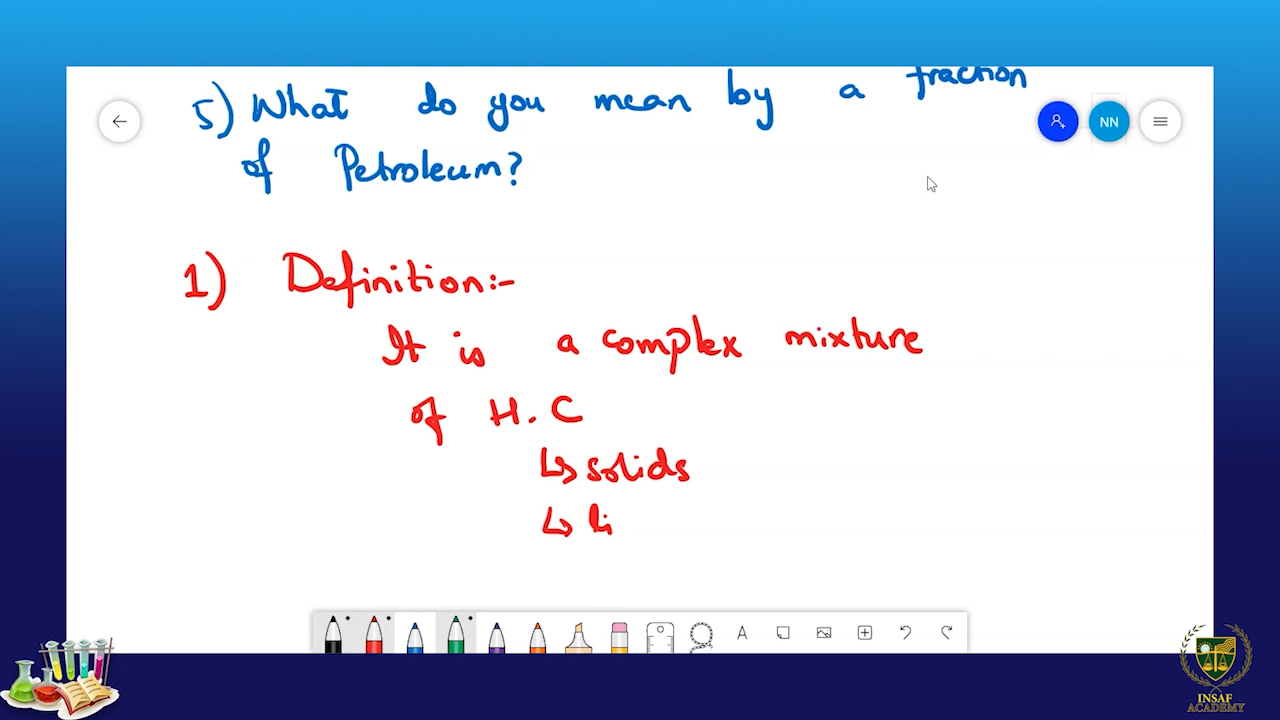 5) What do you mean by a fraction
of Petroleum?
NN
1) Definition:-
It is a complex mixture
of H.C
↳ solids
↳ li
A
INSAF
ACADEMY